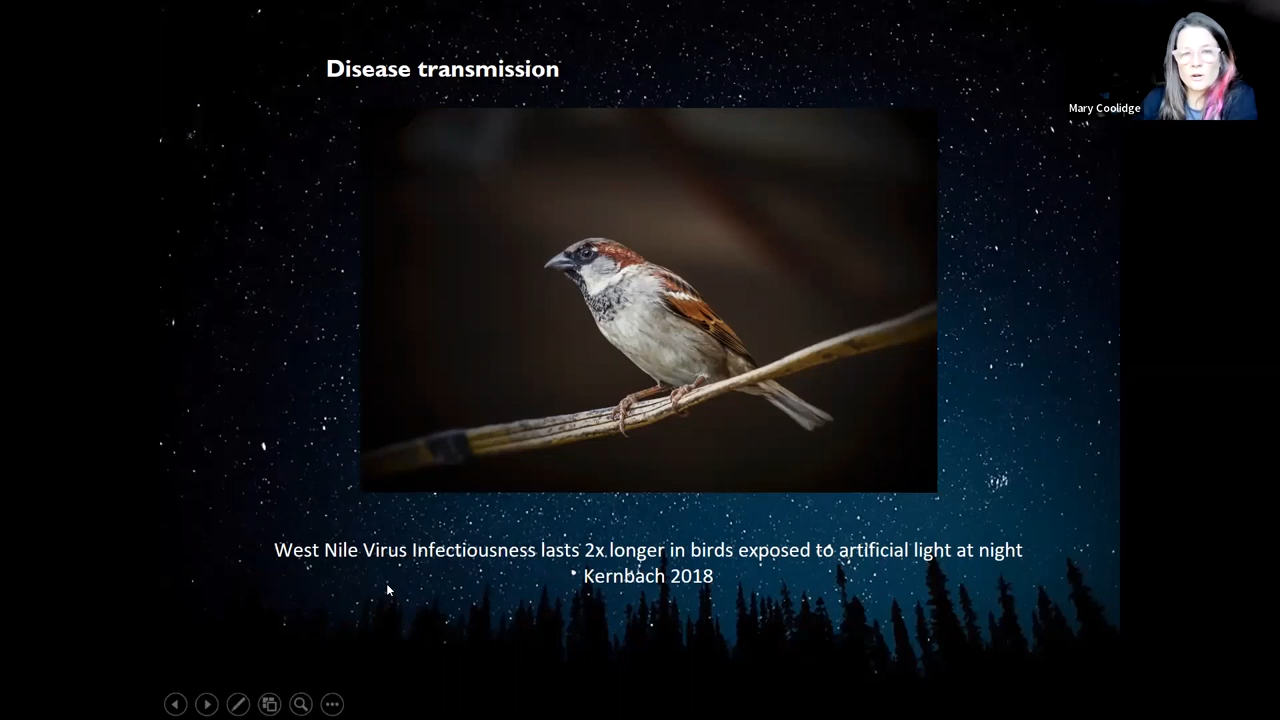 Disease transmission
Mary Coolidge
West Nile Virus Infectiousness lasts 2x longer in birds exposed to artificial light at night
Kernbach 2018